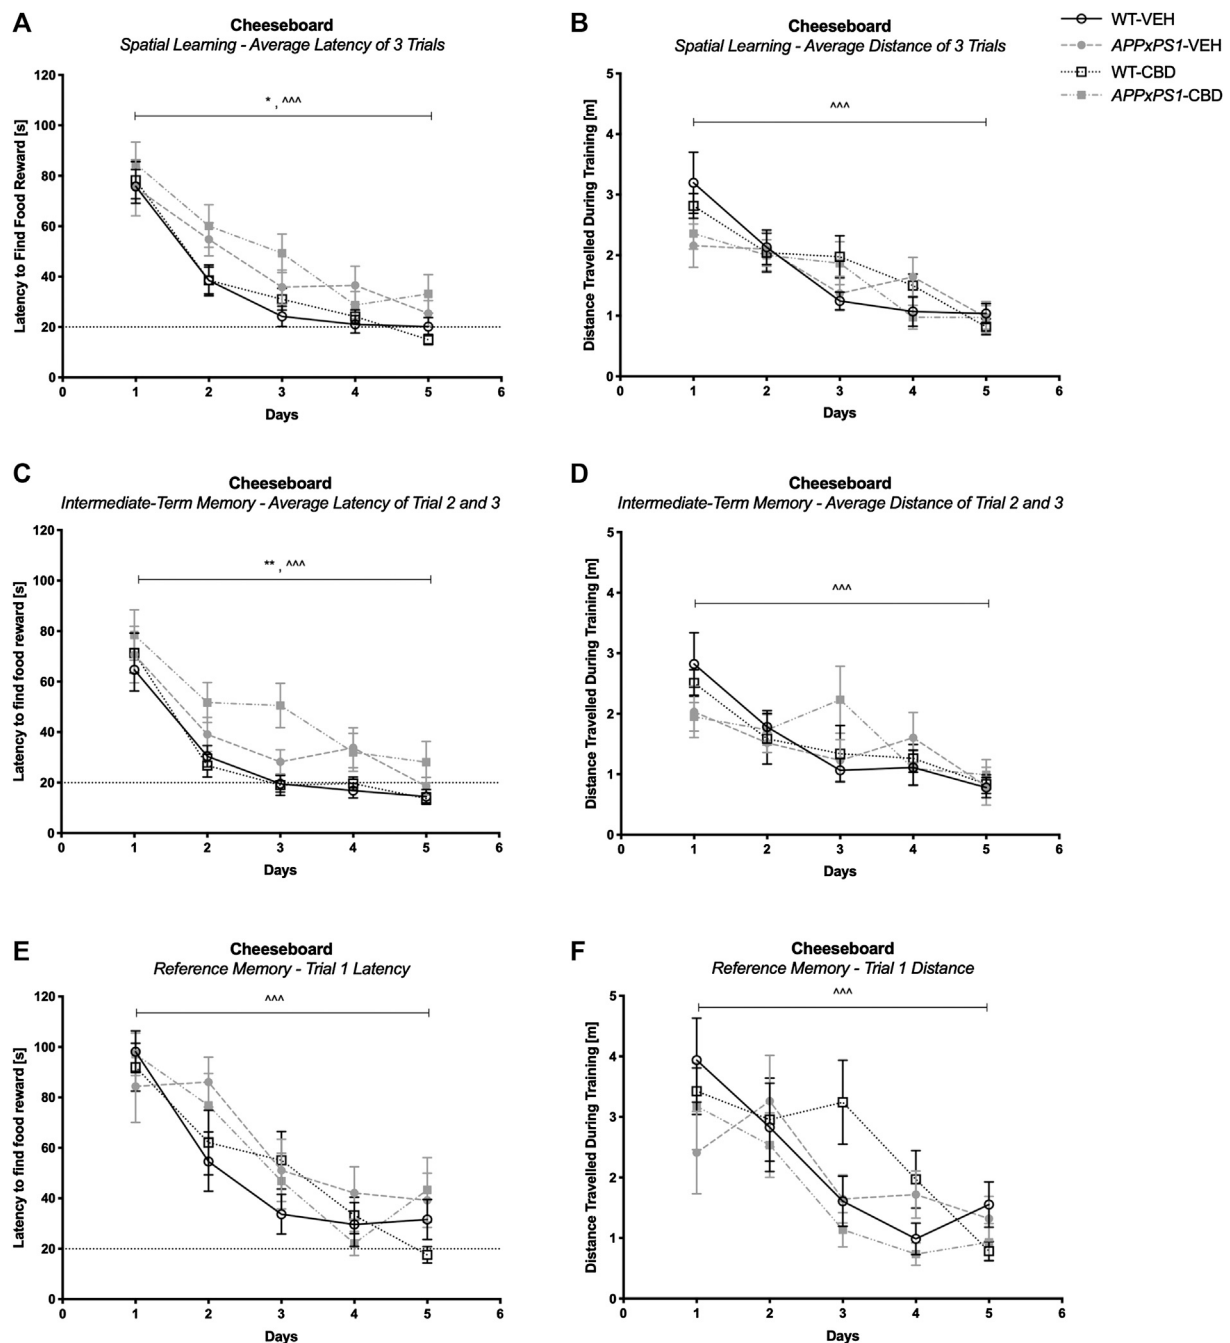 A
Cheeseboard
Spatial Learning - Average Latency of 3 Trials
Latency to Find Food Reward [s]
120
100
80
60
40
20
0
* , ^^^
0 1 2 3 4 5 6
Days
B
Cheeseboard
Spatial Learning - Average Distance of 3 Trials
Distance Travelled During Training [m]
5
4
3
2
1
0
^^^
0 1 2 3 4 5 6
Days
WT-VEH
APPxPS1-VEH
WT-CBD
APPxPS1-CBD
C
Cheeseboard
Intermediate-Term Memory - Average Latency of Trial 2 and 3
Latency to find food reward [s]
120
100
80
60
40
20
0
** , ^^^
0 1 2 3 4 5 6
Days
D
Cheeseboard
Intermediate-Term Memory - Average Distance of Trial 2 and 3
Distance Travelled During Training [m]
5
4
3
2
1
0
^^^
0 1 2 3 4 5 6
Days
E
Cheeseboard
Reference Memory - Trial 1 Latency
Latency to find food reward [s]
120
100
80
60
40
20
0
^^^
0 1 2 3 4 5 6
Days
F
Cheeseboard
Reference Memory - Trial 1 Distance
Distance Travelled During Training [m]
5
4
3
2
1
0
^^^
0 1 2 3 4 5 6
Days